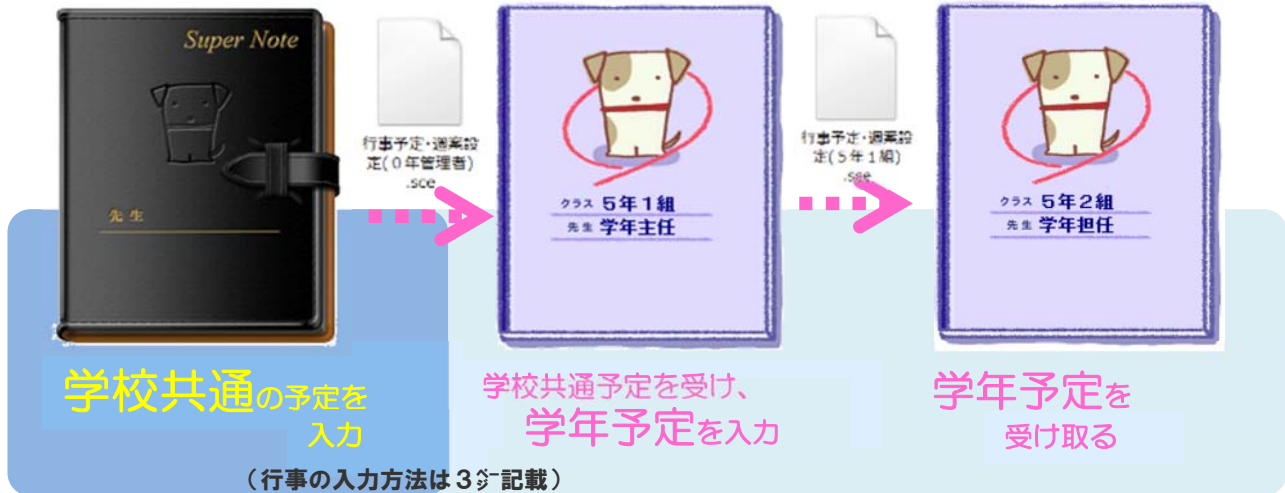 Super Note
先生
行事予定・週案設
定(０年管理者)
.sce
クラス 5年1組
先生 学年主任
行事予定・週案設
定(５年１組)
.sce
クラス 5年2組
先生 学年担任
学校共通の予定を
入力
学校共通予定を受け、
学年予定を入力
学年予定を
受け取る
（行事の入力方法は３㌻記載）